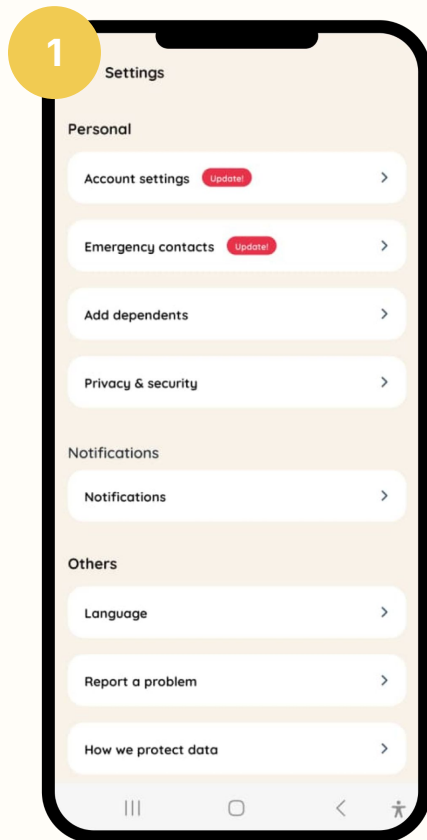 1
Settings
Personal
Account settings Update!
Emergency contacts Update!
Add dependents
Privacy & security
Notifications
Notifications
Others
Language
Report a problem
How we protect data